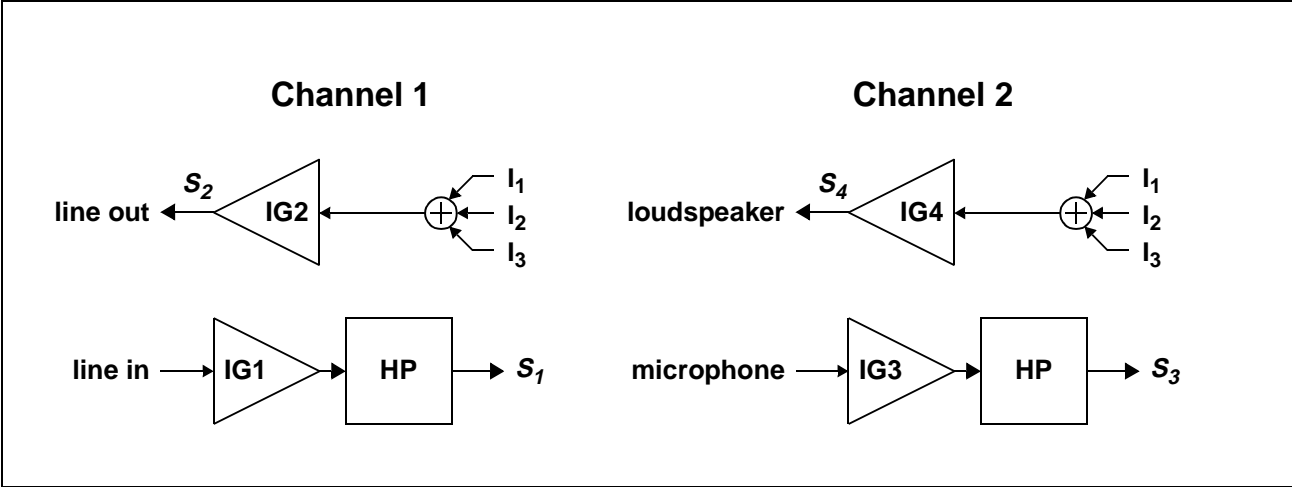 Channel 1
Channel 2
S2
I1
line out
IG2
I2
I3
S4
I1
loudspeaker
IG4
I2
I3
line in
IG1
HP
S1
microphone
IG3
HP
S3